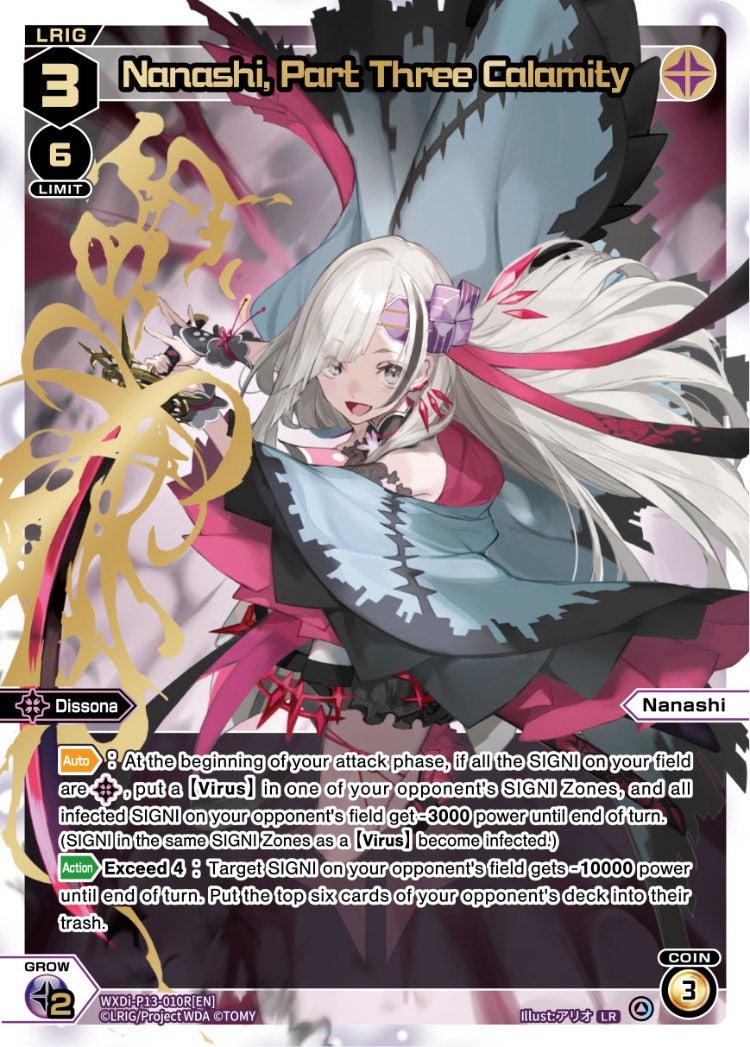 LRIG
3
Nanashi, Part Three Calamity
6
LIMIT
Dissona
Nanashi
Auto : At the beginning of your attack phase, if all the SIGNI on your field
are , put a 【Virus】 in one of your opponent's SIGNI Zones, and all
infected SIGNI on your opponent's field get -3000 power until end of turn.
(SIGNI in the same SIGNI Zones as a 【Virus】 become infected.)
Action Exceed 4 : Target SIGNI on your opponent's field gets -10000 power
until end of turn. Put the top six cards of your opponent's deck into their
trash.
GROW
2
COIN
3
WXDi-P13-010R[EN]
©LRIG/Project WDA ©TOMY
Illust:アリオ LR